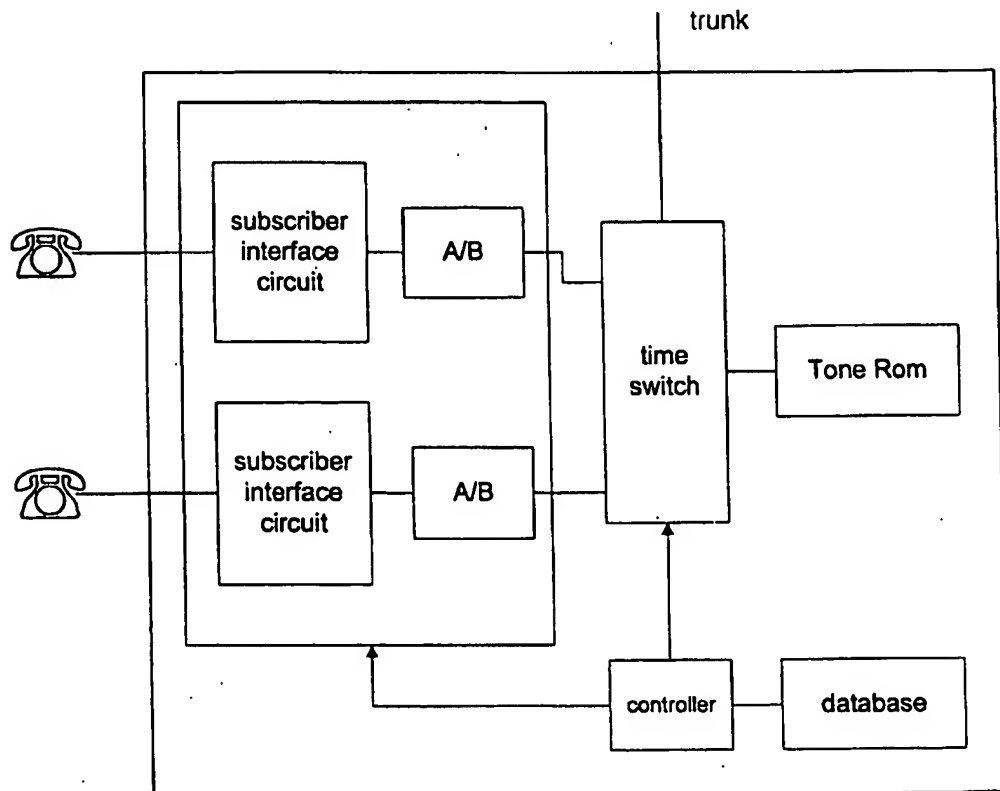 trunk
subscriber
interface
circuit
A/B
time
switch
Tone Rom
subscriber
interface
circuit
A/B
controller
database